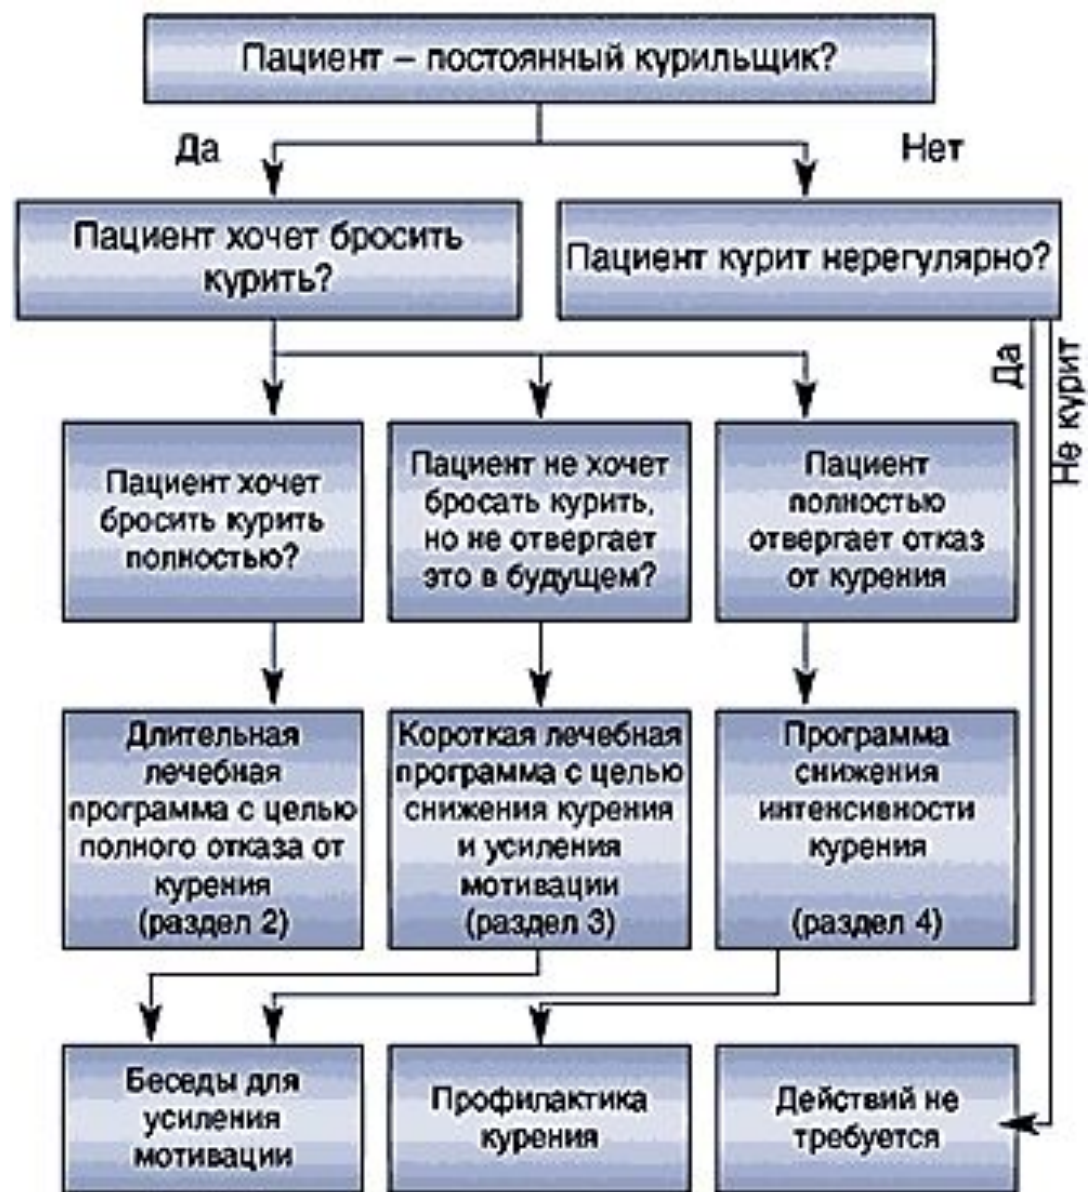 Пациент – постоянный курильщик?
Да
Нет
Пациент хочет бросить
курить?
Пациент курит нерегулярно?
Да
Не курит
Пациент хочет
бросить курить
полностью?
Пациент не хочет
бросать курить,
но не отвергает
это в будущем?
Пациент
полностью
отвергает отказ
от курения
Длительная
лечебная
программа с целью
полного отказа от
курения
(раздел 2)
Короткая лечебная
программа с целью
снижения курения
и усиления
мотивации
(раздел 3)
Программа
снижения
интенсивности
курения
(раздел 4)
Беседы для
усиления
мотивации
Профилактика
курения
Действий не
требуется